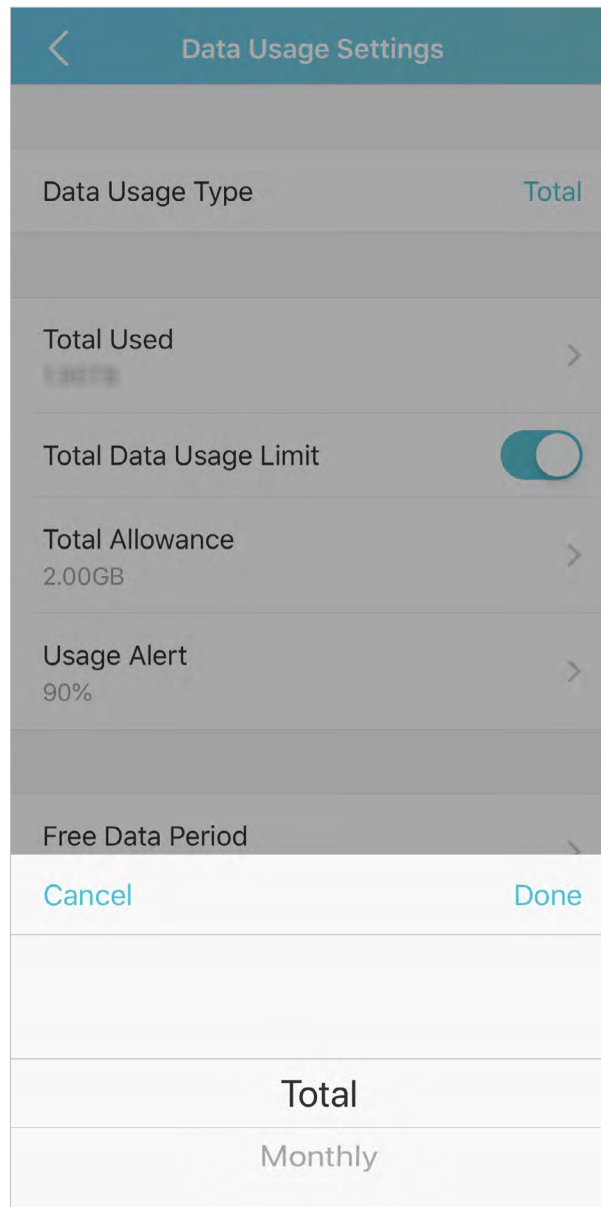 Data Usage Settings
Data Usage Type
Total
Total Used
Total Data Usage Limit
Total Allowance
2.00GB
Usage Alert
90%
Free Data Period
Cancel
Done
Total
Monthly